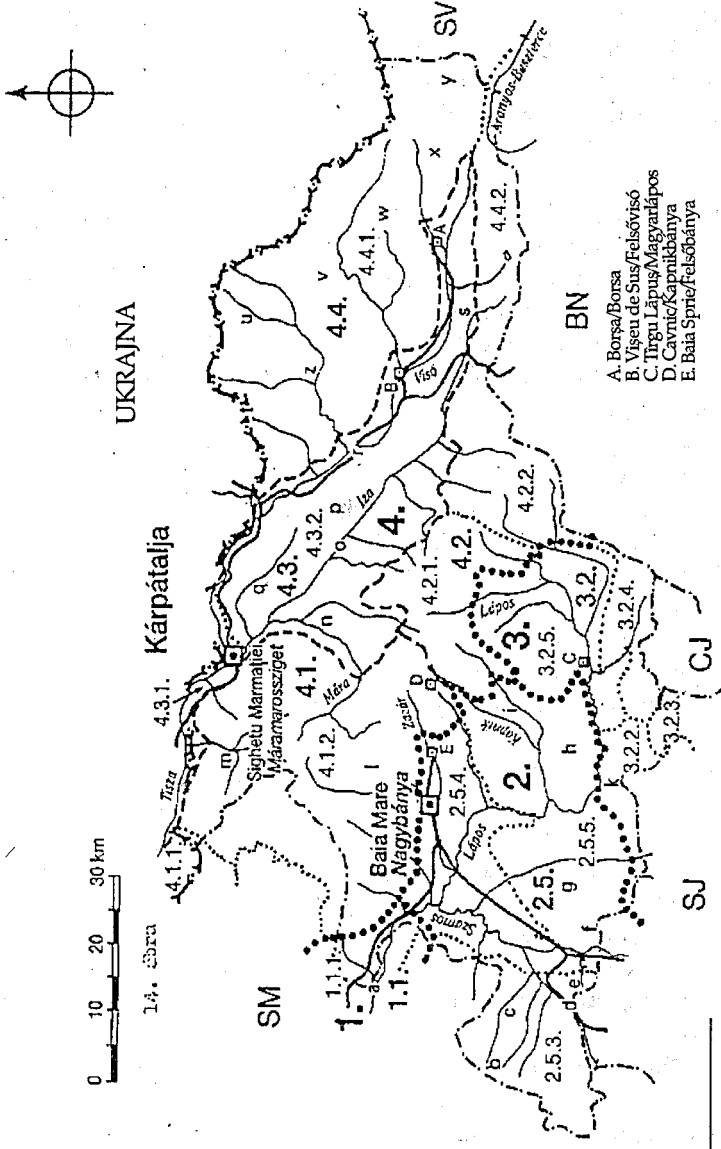 UKRAJNA
Kárpátalja
SV
y
Aranyos-Beszterce
0 10 20 30 km
14. ábra
SM
4.1.1.
Tisza
4.3.1.
m
Sighetu Marmației
Máramarossziget
q
4.3.
p
4.3.2.
Iza
o
n
4.1.
Mára
4.1.2.
l
u
z
v
4.4.
4.4.1.
w
x
A
B
Visó
r
s
t
4.4.2.
BN
4.
4.2.
4.2.1.
4.2.2.
1.
1.1.1.
1.1.
a
Baia Mare
Nagybánya
E
Zazár
D
Kapnik
2.5.4.
2.
h
Lápos
3.
3.2.5.
C
3.2.
3.2.4.
3.2.2.
3.2.3.
CJ
k
j
i
Lápos
Szamos
2.5.
g
2.5.5.
f
e
d
c
b
2.5.3.
SJ
A. Borșa/Borsa
B. Vișeu de Sus/Felsővisó
C. Tîrgu Lăpuș/Magyarlápos
D. Cavnic/Kapnikbánya
E. Baia Sprie/Felsőbánya